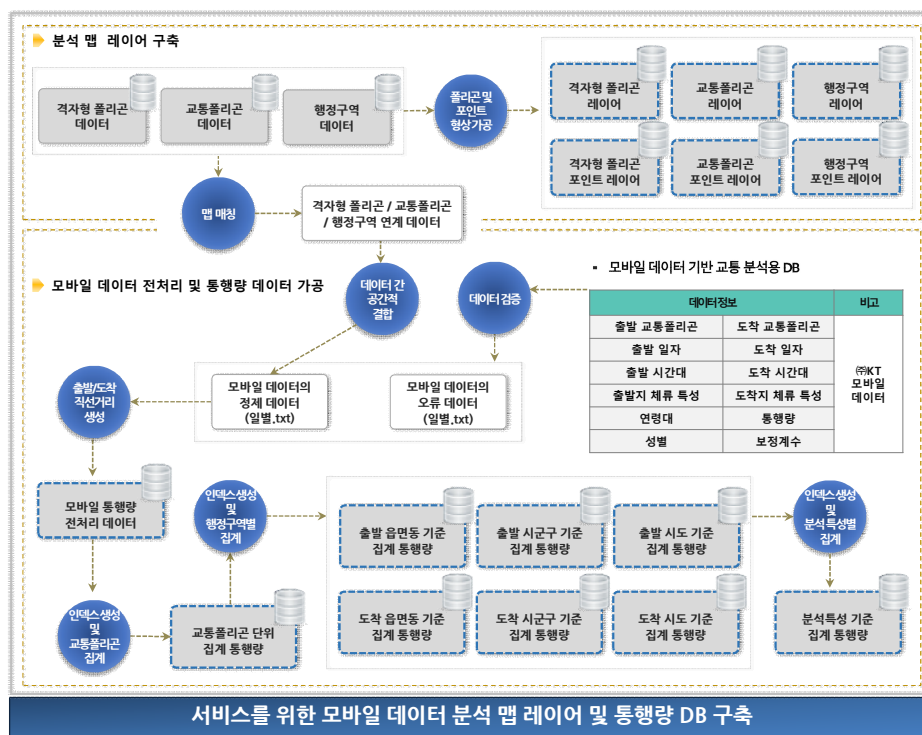 분석 맵 레이어 구축
격자형 폴리곤
데이터
교통폴리곤
데이터
행정구역
데이터
폴리곤 및
포인트
형상가공
격자형 폴리곤
레이어
교통폴리곤
레이어
행정구역
레이어
격자형 폴리곤
포인트 레이어
교통폴리곤
포인트 레이어
행정구역
포인트 레이어
맵 매칭
격자형 폴리곤 / 교통폴리곤
/ 행정구역 연계 데이터
모바일 데이터 전처리 및 통행량 데이터 가공
데이터 간
공간적
결합
데이터 검증
▪ 모바일 데이터 기반 교통 분석용 DB
데이터정보 비고
출발 교통폴리곤 도착 교통폴리곤
출발 일자 도착 일자
출발 시간대 도착 시간대
출발지 체류 특성 도착지 체류 특성
연령대 통행량
성별 보정계수
㈜KT
모바일
데이터
출발/도착
직선거리
생성
모바일 데이터의
정제 데이터
(일별.txt)
모바일 데이터의
오류 데이터
(일별.txt)
모바일 통행량
전처리 데이터
인덱스 생성
및
행정구역별
집계
출발 읍면동 기준
집계 통행량
출발 시군구 기준
집계 통행량
출발 시도 기준
집계 통행량
인덱스 생성
및
분석특성별
집계
인덱스 생성
및
교통폴리곤
집계
교통폴리곤 단위
집계 통행량
도착 읍면동 기준
집계 통행량
도착 시군구 기준
집계 통행량
도착 시도 기준
집계 통행량
분석특성 기준
집계 통행량
서비스를 위한 모바일 데이터 분석 맵 레이어 및 통행량 DB 구축